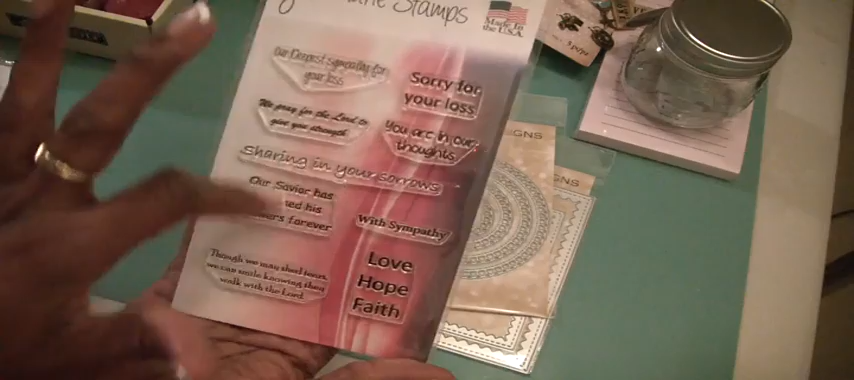 Stamps
Made In
the U.S.A.
Our Deepest sympathy for
your loss
Sorry for
your loss
We pray for the Lord to
give you strength
You are in our
thoughts
Sharing in your sorrows
Our Savior has
his
forever
With Sympathy
Though we may shed tears,
we can smile knowing they
walk with the Lord.
Love
Hope
Faith
GNS
GNS